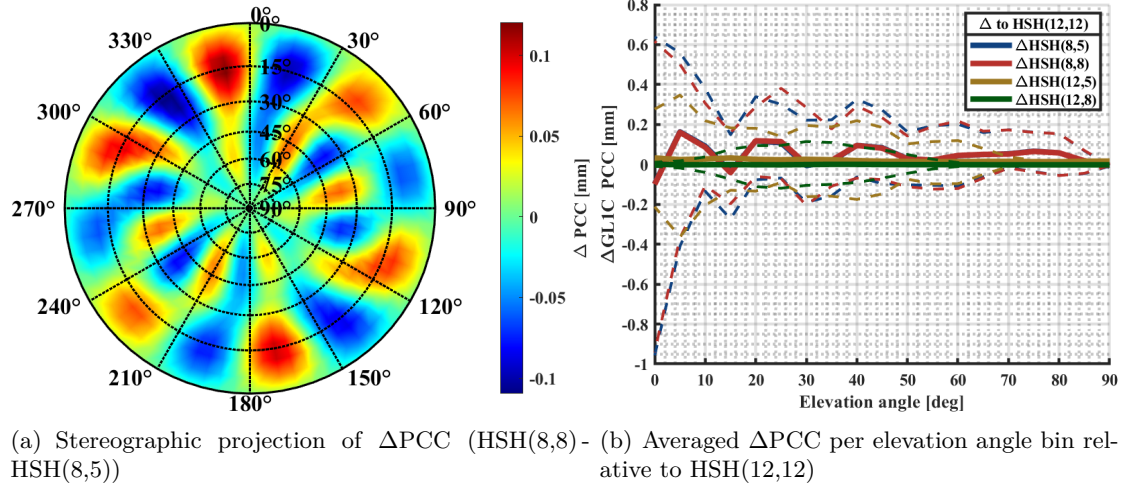 0°
30°
60°
90°
120°
150°
180°
210°
240°
270°
300°
330°
0°
15°
30°
45°
60°
75°
90°
0.1
0.05
0
-0.05
-0.1
Δ PCC [mm]
ΔGL1C PCC [mm]
0.8
0.6
0.4
0.2
0
-0.2
-0.4
-0.6
-0.8
-1
0 10 20 30 40 50 60 70 80 90
Elevation angle [deg]
Δ to HSH(12,12)
ΔHSH(8,5)
ΔHSH(8,8)
ΔHSH(12,5)
ΔHSH(12,8)
(a) Stereographic projection of ΔPCC (HSH(8,8)-
HSH(8,5))
(b) Averaged ΔPCC per elevation angle bin rel-
ative to HSH(12,12)